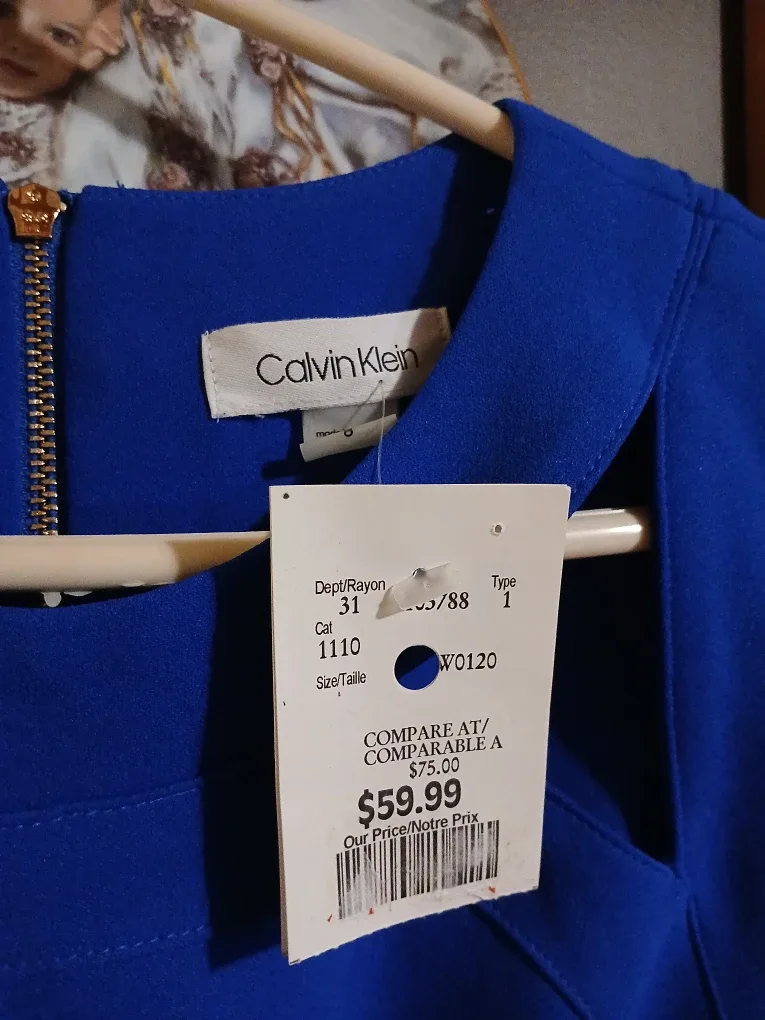 Calvin Klein
Dept/Rayon
Type
31
1
Cat
1110
W0120
Size/Taille
COMPARE AT/
COMPARABLE A
$75.00
$59.99
Our Price/Notre Prix